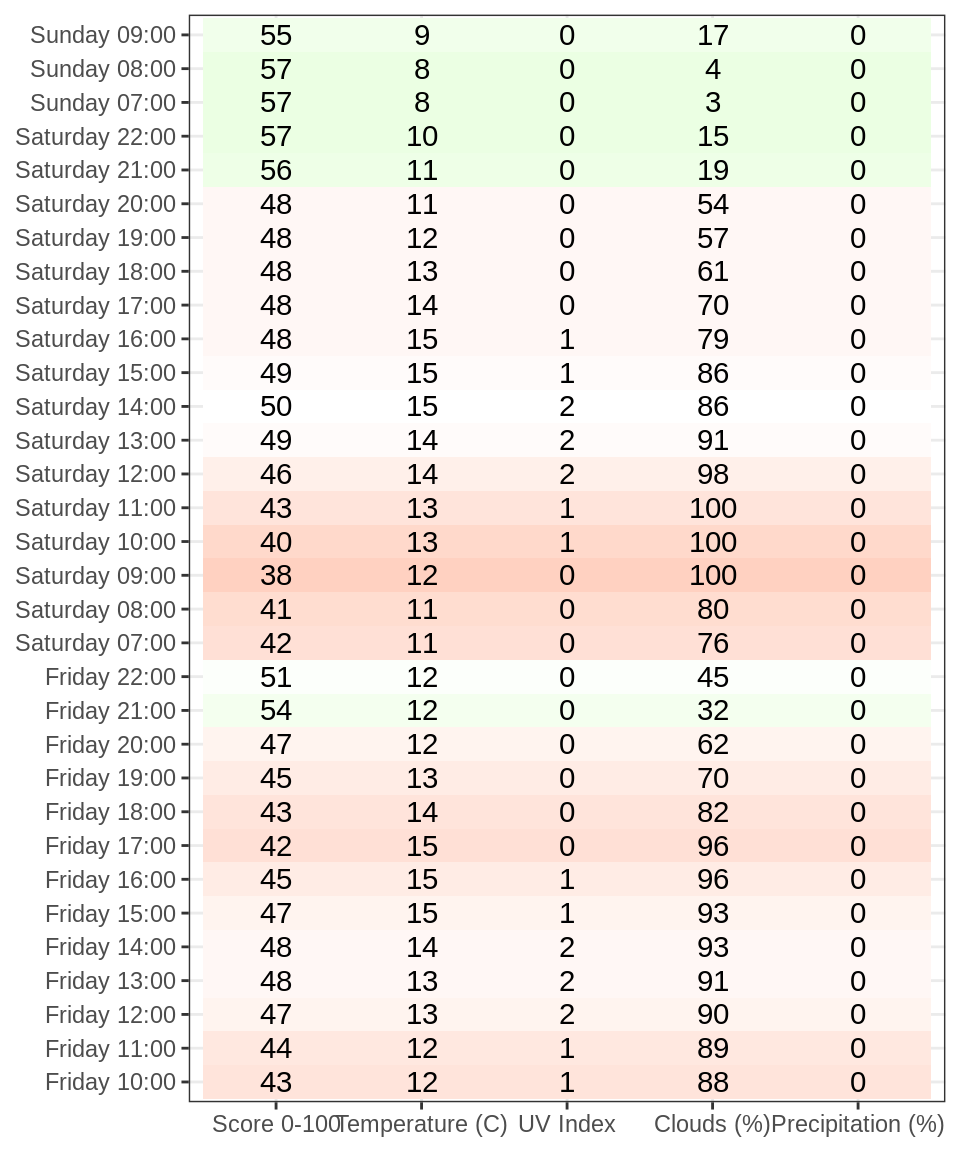 Sunday 09:00 55 9 0 17 0
Sunday 08:00 57 8 0 4 0
Sunday 07:00 57 8 0 3 0
Saturday 22:00 57 10 0 15 0
Saturday 21:00 56 11 0 19 0
Saturday 20:00 48 11 0 54 0
Saturday 19:00 48 12 0 57 0
Saturday 18:00 48 13 0 61 0
Saturday 17:00 48 14 0 70 0
Saturday 16:00 48 15 1 79 0
Saturday 15:00 49 15 1 86 0
Saturday 14:00 50 15 2 86 0
Saturday 13:00 49 14 2 91 0
Saturday 12:00 46 14 2 98 0
Saturday 11:00 43 13 1 100 0
Saturday 10:00 40 13 1 100 0
Saturday 09:00 38 12 0 100 0
Saturday 08:00 41 11 0 80 0
Saturday 07:00 42 11 0 76 0
Friday 22:00 51 12 0 45 0
Friday 21:00 54 12 0 32 0
Friday 20:00 47 12 0 62 0
Friday 19:00 45 13 0 70 0
Friday 18:00 43 14 0 82 0
Friday 17:00 42 15 0 96 0
Friday 16:00 45 15 1 96 0
Friday 15:00 47 15 1 93 0
Friday 14:00 48 14 2 93 0
Friday 13:00 48 13 2 91 0
Friday 12:00 47 13 2 90 0
Friday 11:00 44 12 1 89 0
Friday 10:00 43 12 1 88 0
Score 0-100 Temperature (C) UV Index Clouds (%) Precipitation (%)